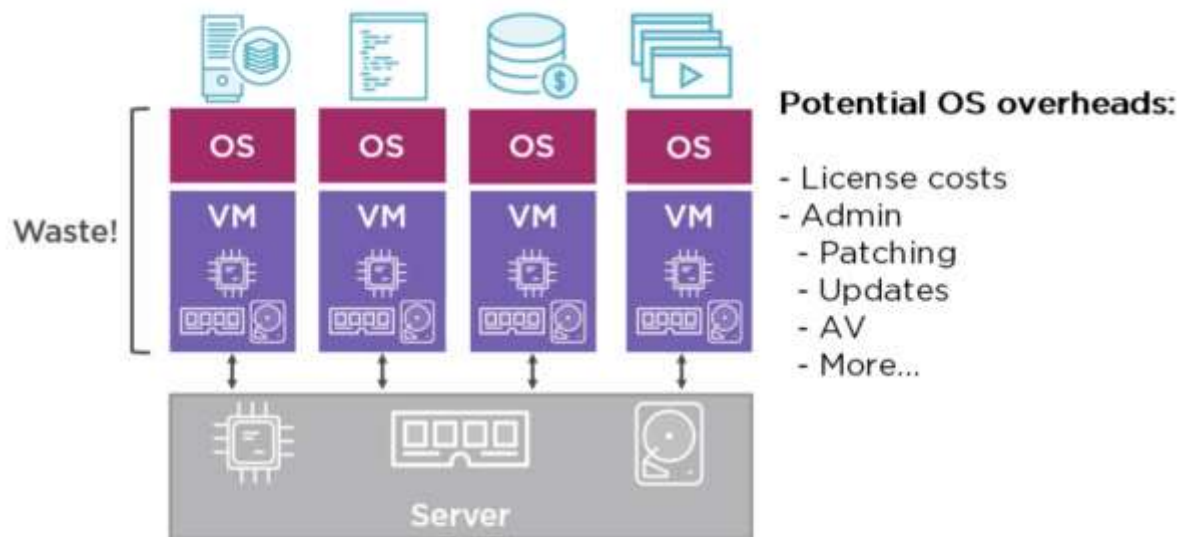 Potential OS overheads:
OS OS OS OS
- License costs
- Admin
VM VM VM VM
Waste!
- Patching
- Updates
- AV
- More...
$
Server